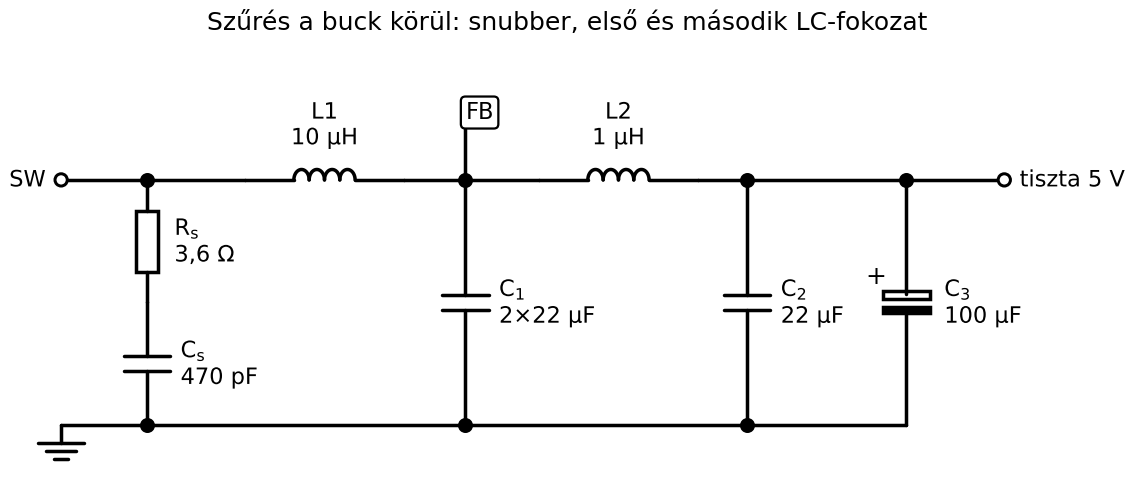 Szűrés a buck körül: snubber, első és második LC-fokozat
L1
10 µH
FB
L2
1 µH
SW
tiszta 5 V
Rs
3,6 Ω
C1
2×22 µF
C2
22 µF
+
C3
100 µF
Cs
470 pF